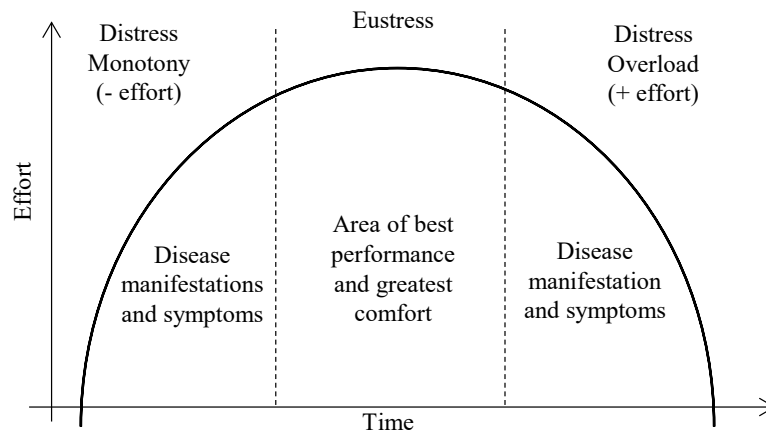 Distress
Monotony
(- effort)
Eustress
Distress
Overload
(+ effort)
Effort
Disease
manifestations
and symptoms
Area of best
performance
and greatest
comfort
Disease
manifestation
and symptoms
Time